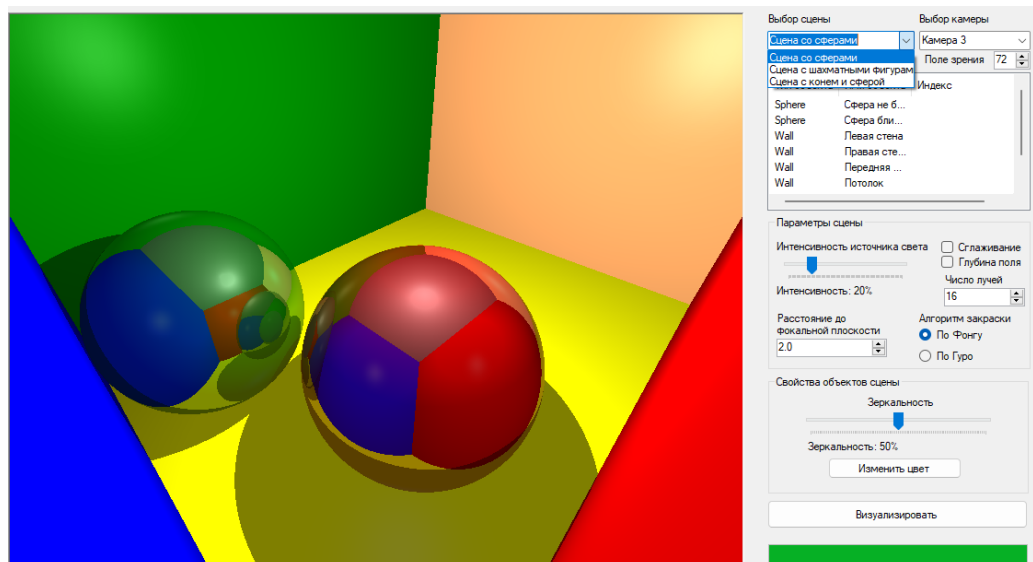 Выбор сцены
Выбор камеры
Сцена со сферами
Камера 3
Сцена со сферами
Сцена с шахматными фигурам
Сцена с конем и сферой
Поле зрения 72
Индекс
Sphere Сфера не б...
Sphere Сфера бли...
Wall Левая стена
Wall Правая сте...
Wall Передняя ...
Wall Потолок
Параметры сцены
Интенсивность источника света
Сглаживание
Глубина поля
Число лучей
Интенсивность: 20%
16
Расстояние до
фокальной плоскости
2.0
Алгоритм закраски
По Фонгу
По Гуро
Свойства объектов сцены
Зеркальность
Зеркальность: 50%
Изменить цвет
Визуализировать